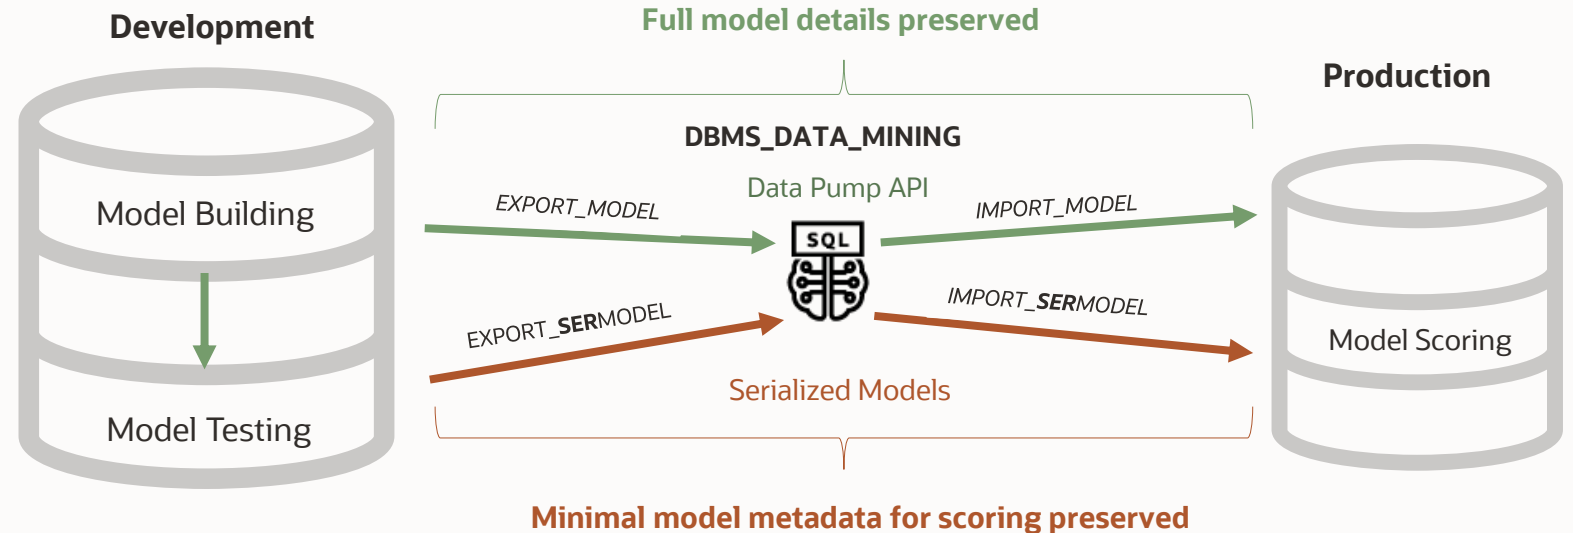 Development
Full model details preserved
Production
DBMS_DATA_MINING
Data Pump API
EXPORT_MODEL
IMPORT_MODEL
Model Building
SQL
EXPORT_SERMODEL
IMPORT_SERMODEL
Model Scoring
Serialized Models
Model Testing
Minimal model metadata for scoring preserved